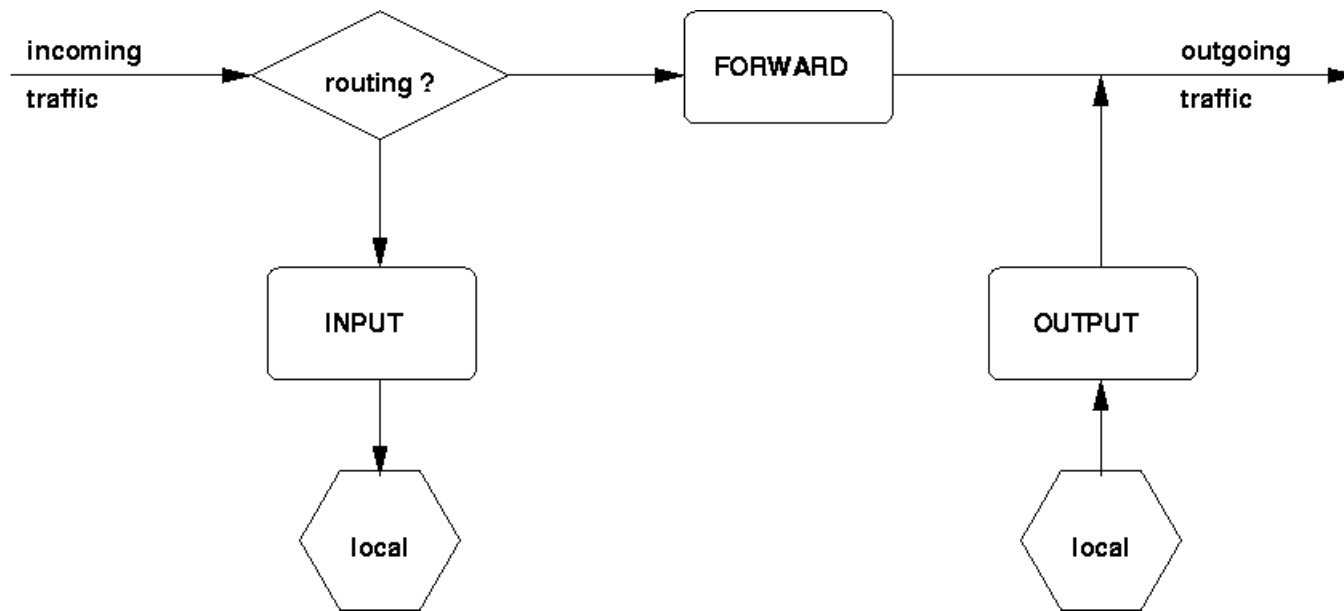 incoming
traffic
routing ?
FORWARD
outgoing
traffic
INPUT
OUTPUT
local
local